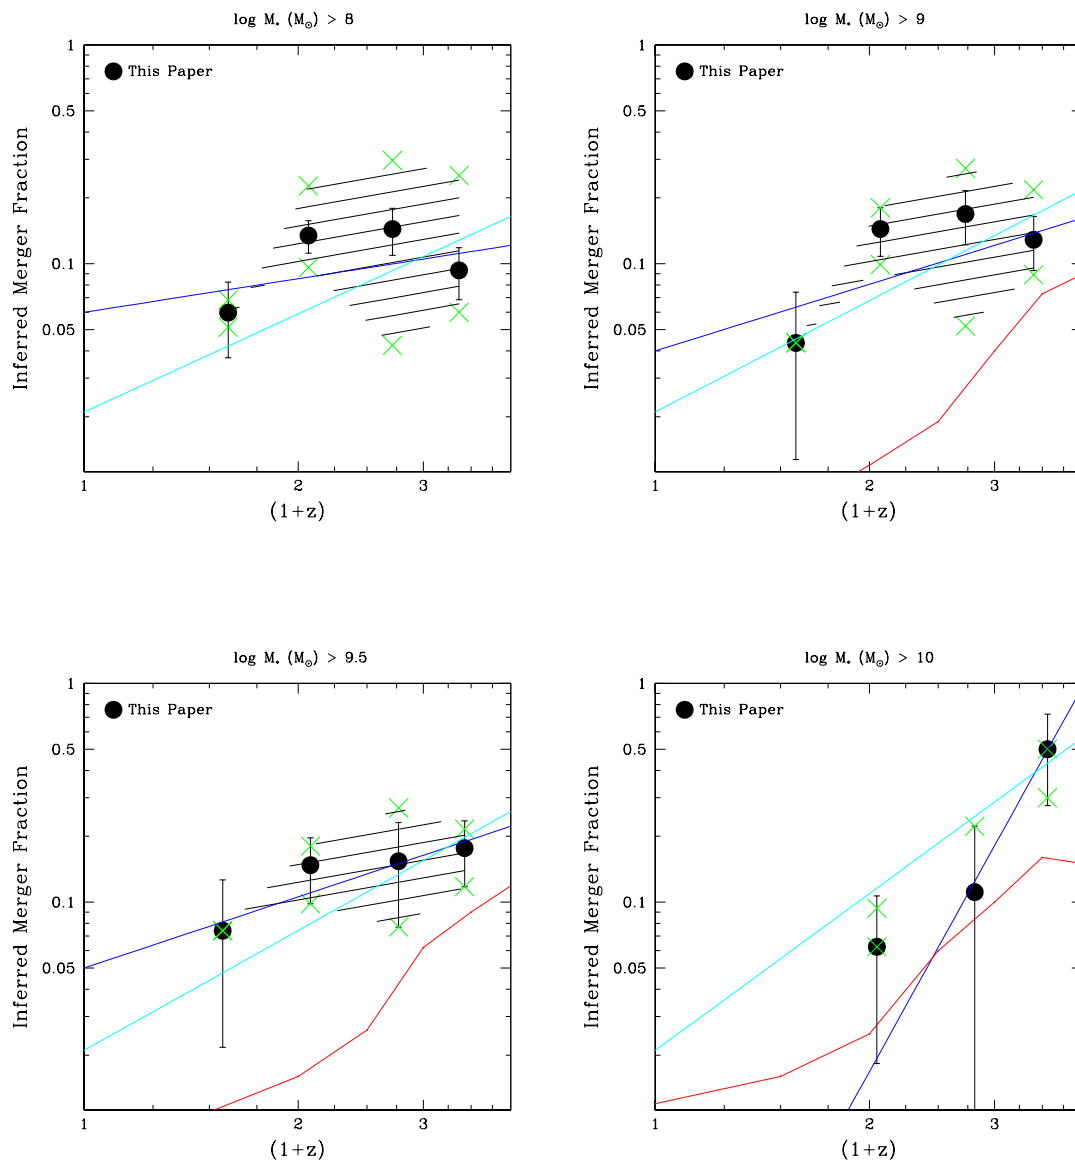 log M* (M⊙) > 8
1
0.5
0.1
0.05
Inferred Merger Fraction
This Paper
1 2 3
(1+z)
log M* (M⊙) > 9
1
0.5
0.1
0.05
Inferred Merger Fraction
This Paper
1 2 3
(1+z)
log M* (M⊙) > 9.5
1
0.5
0.1
0.05
Inferred Merger Fraction
This Paper
1 2 3
(1+z)
log M* (M⊙) > 10
1
0.5
0.1
0.05
Inferred Merger Fraction
This Paper
1 2 3
(1+z)